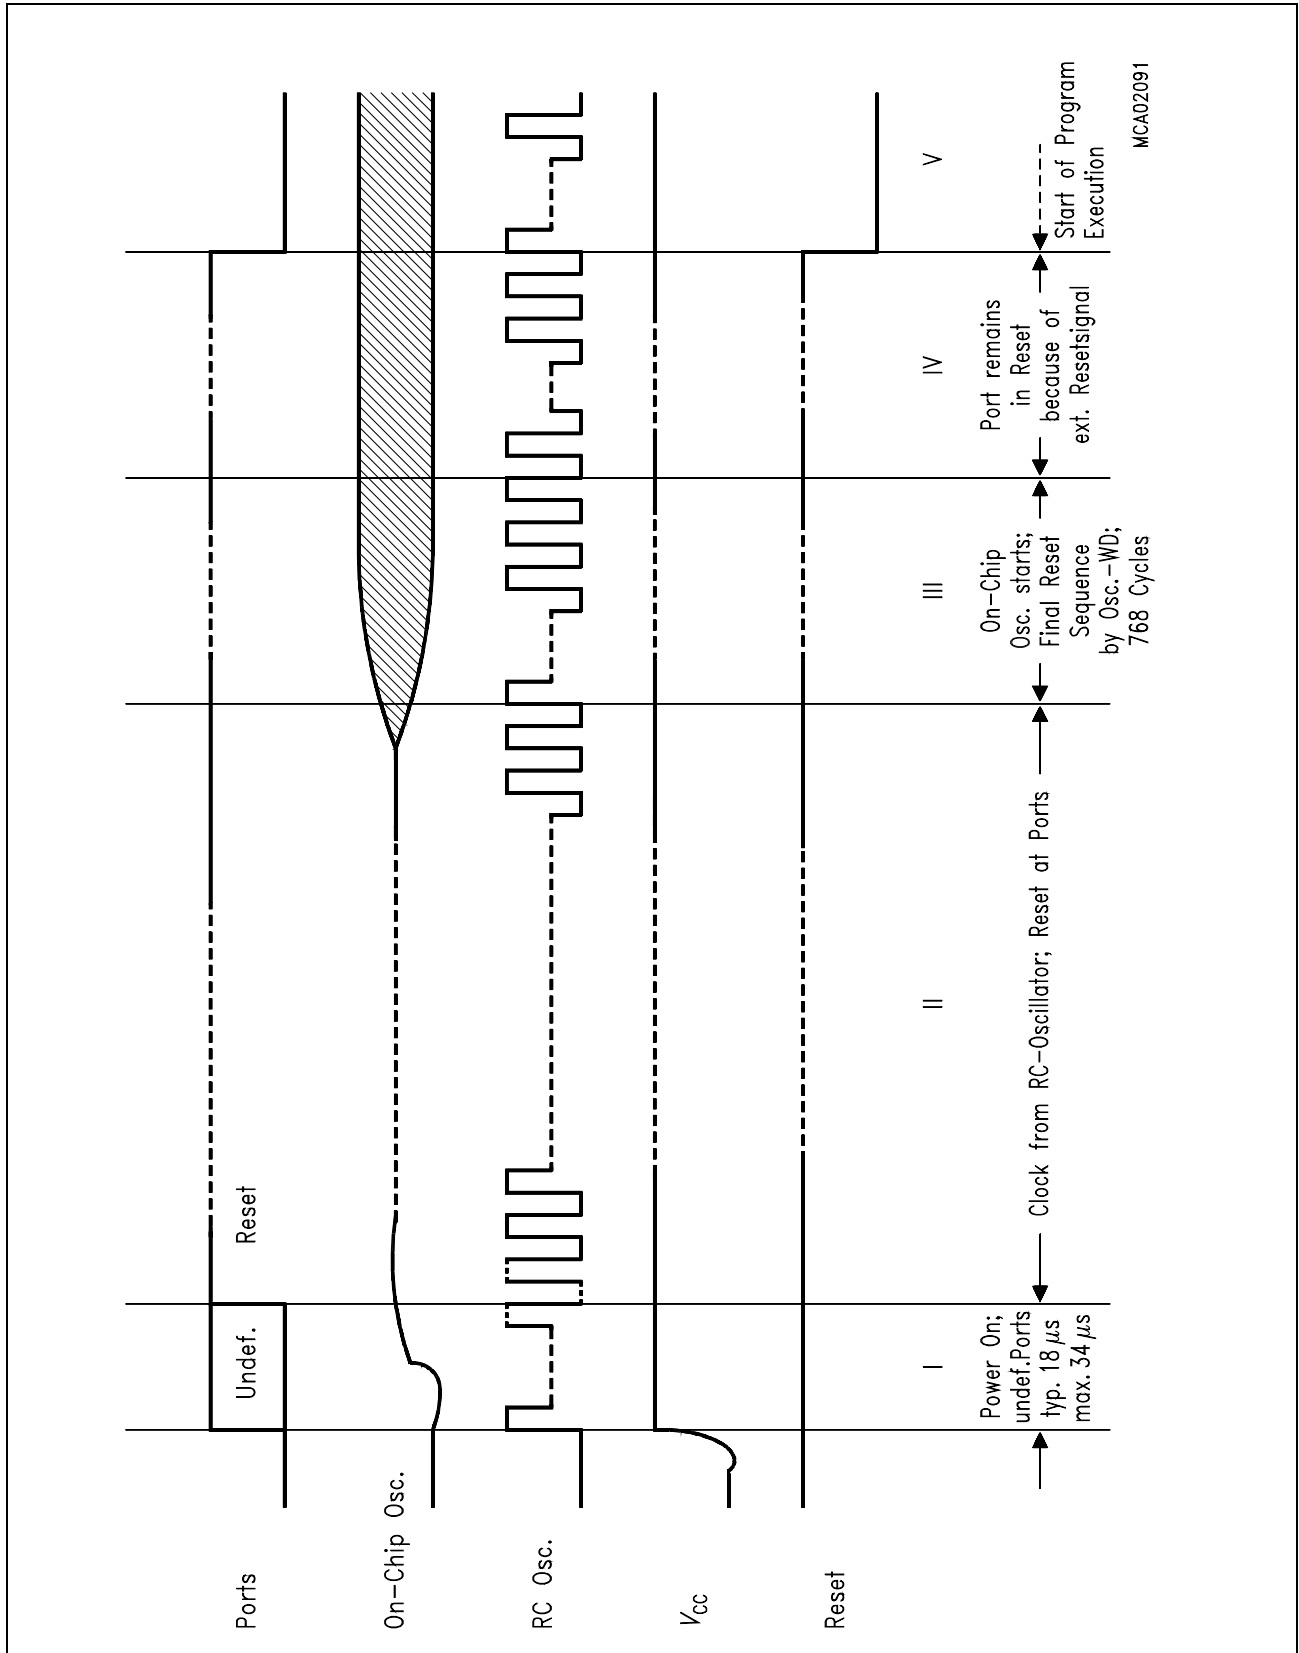 Ports
Undef.
Reset
On-Chip Osc.
RC Osc.
VCC
Reset
I
II
III
IV
V
Power On;
undef.Ports
typ. 18 µs
max. 34 µs
Clock from RC-Oscillator; Reset at Ports
On-Chip
Osc. starts;
Final Reset
Sequence
by Osc.-WD;
768 Cycles
Port remains
in Reset
because of
ext. Resetsignal
Start of Program
Execution
MCA02091